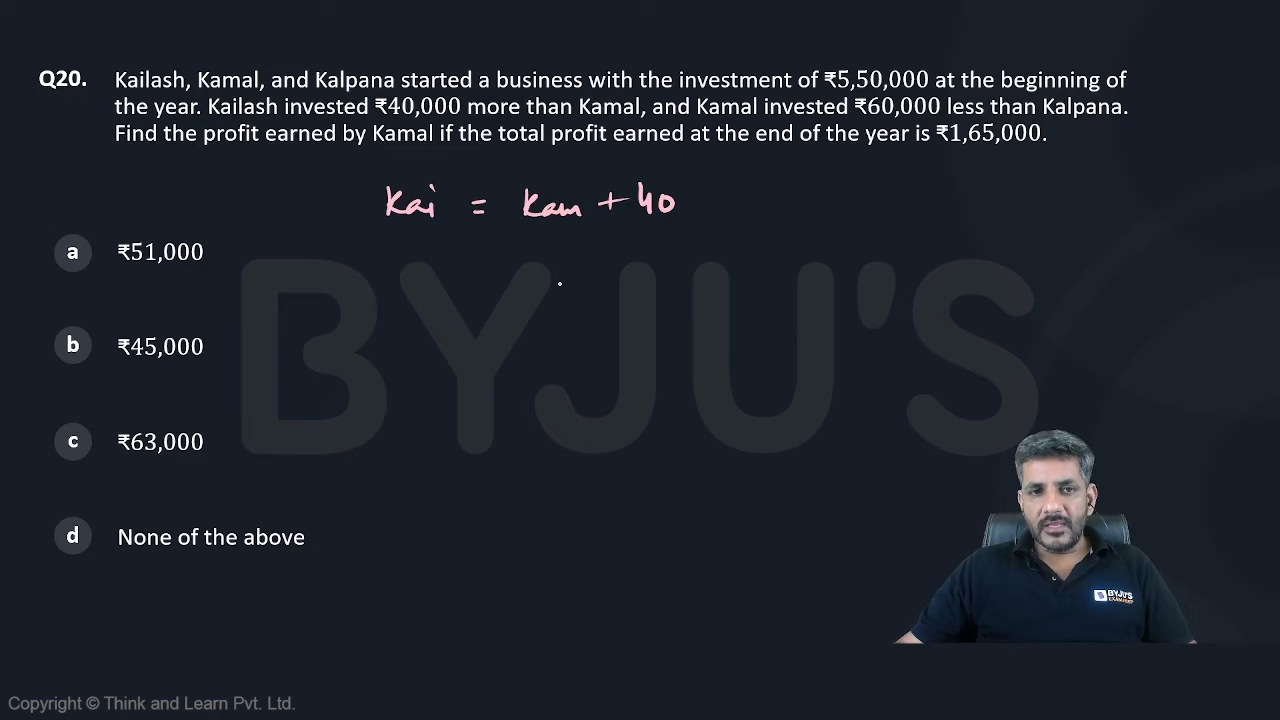 Q20. Kailash, Kamal, and Kalpana started a business with the investment of ₹5,50,000 at the beginning of
the year. Kailash invested ₹40,000 more than Kamal, and Kamal invested ₹60,000 less than Kalpana.
Find the profit earned by Kamal if the total profit earned at the end of the year is ₹1,65,000.
Kai = Kam + 40
a ₹51,000
BYJU'S
b ₹45,000
c ₹63,000
d None of the above
BYJU'S
Copyright © Think and Learn Pvt. Ltd.